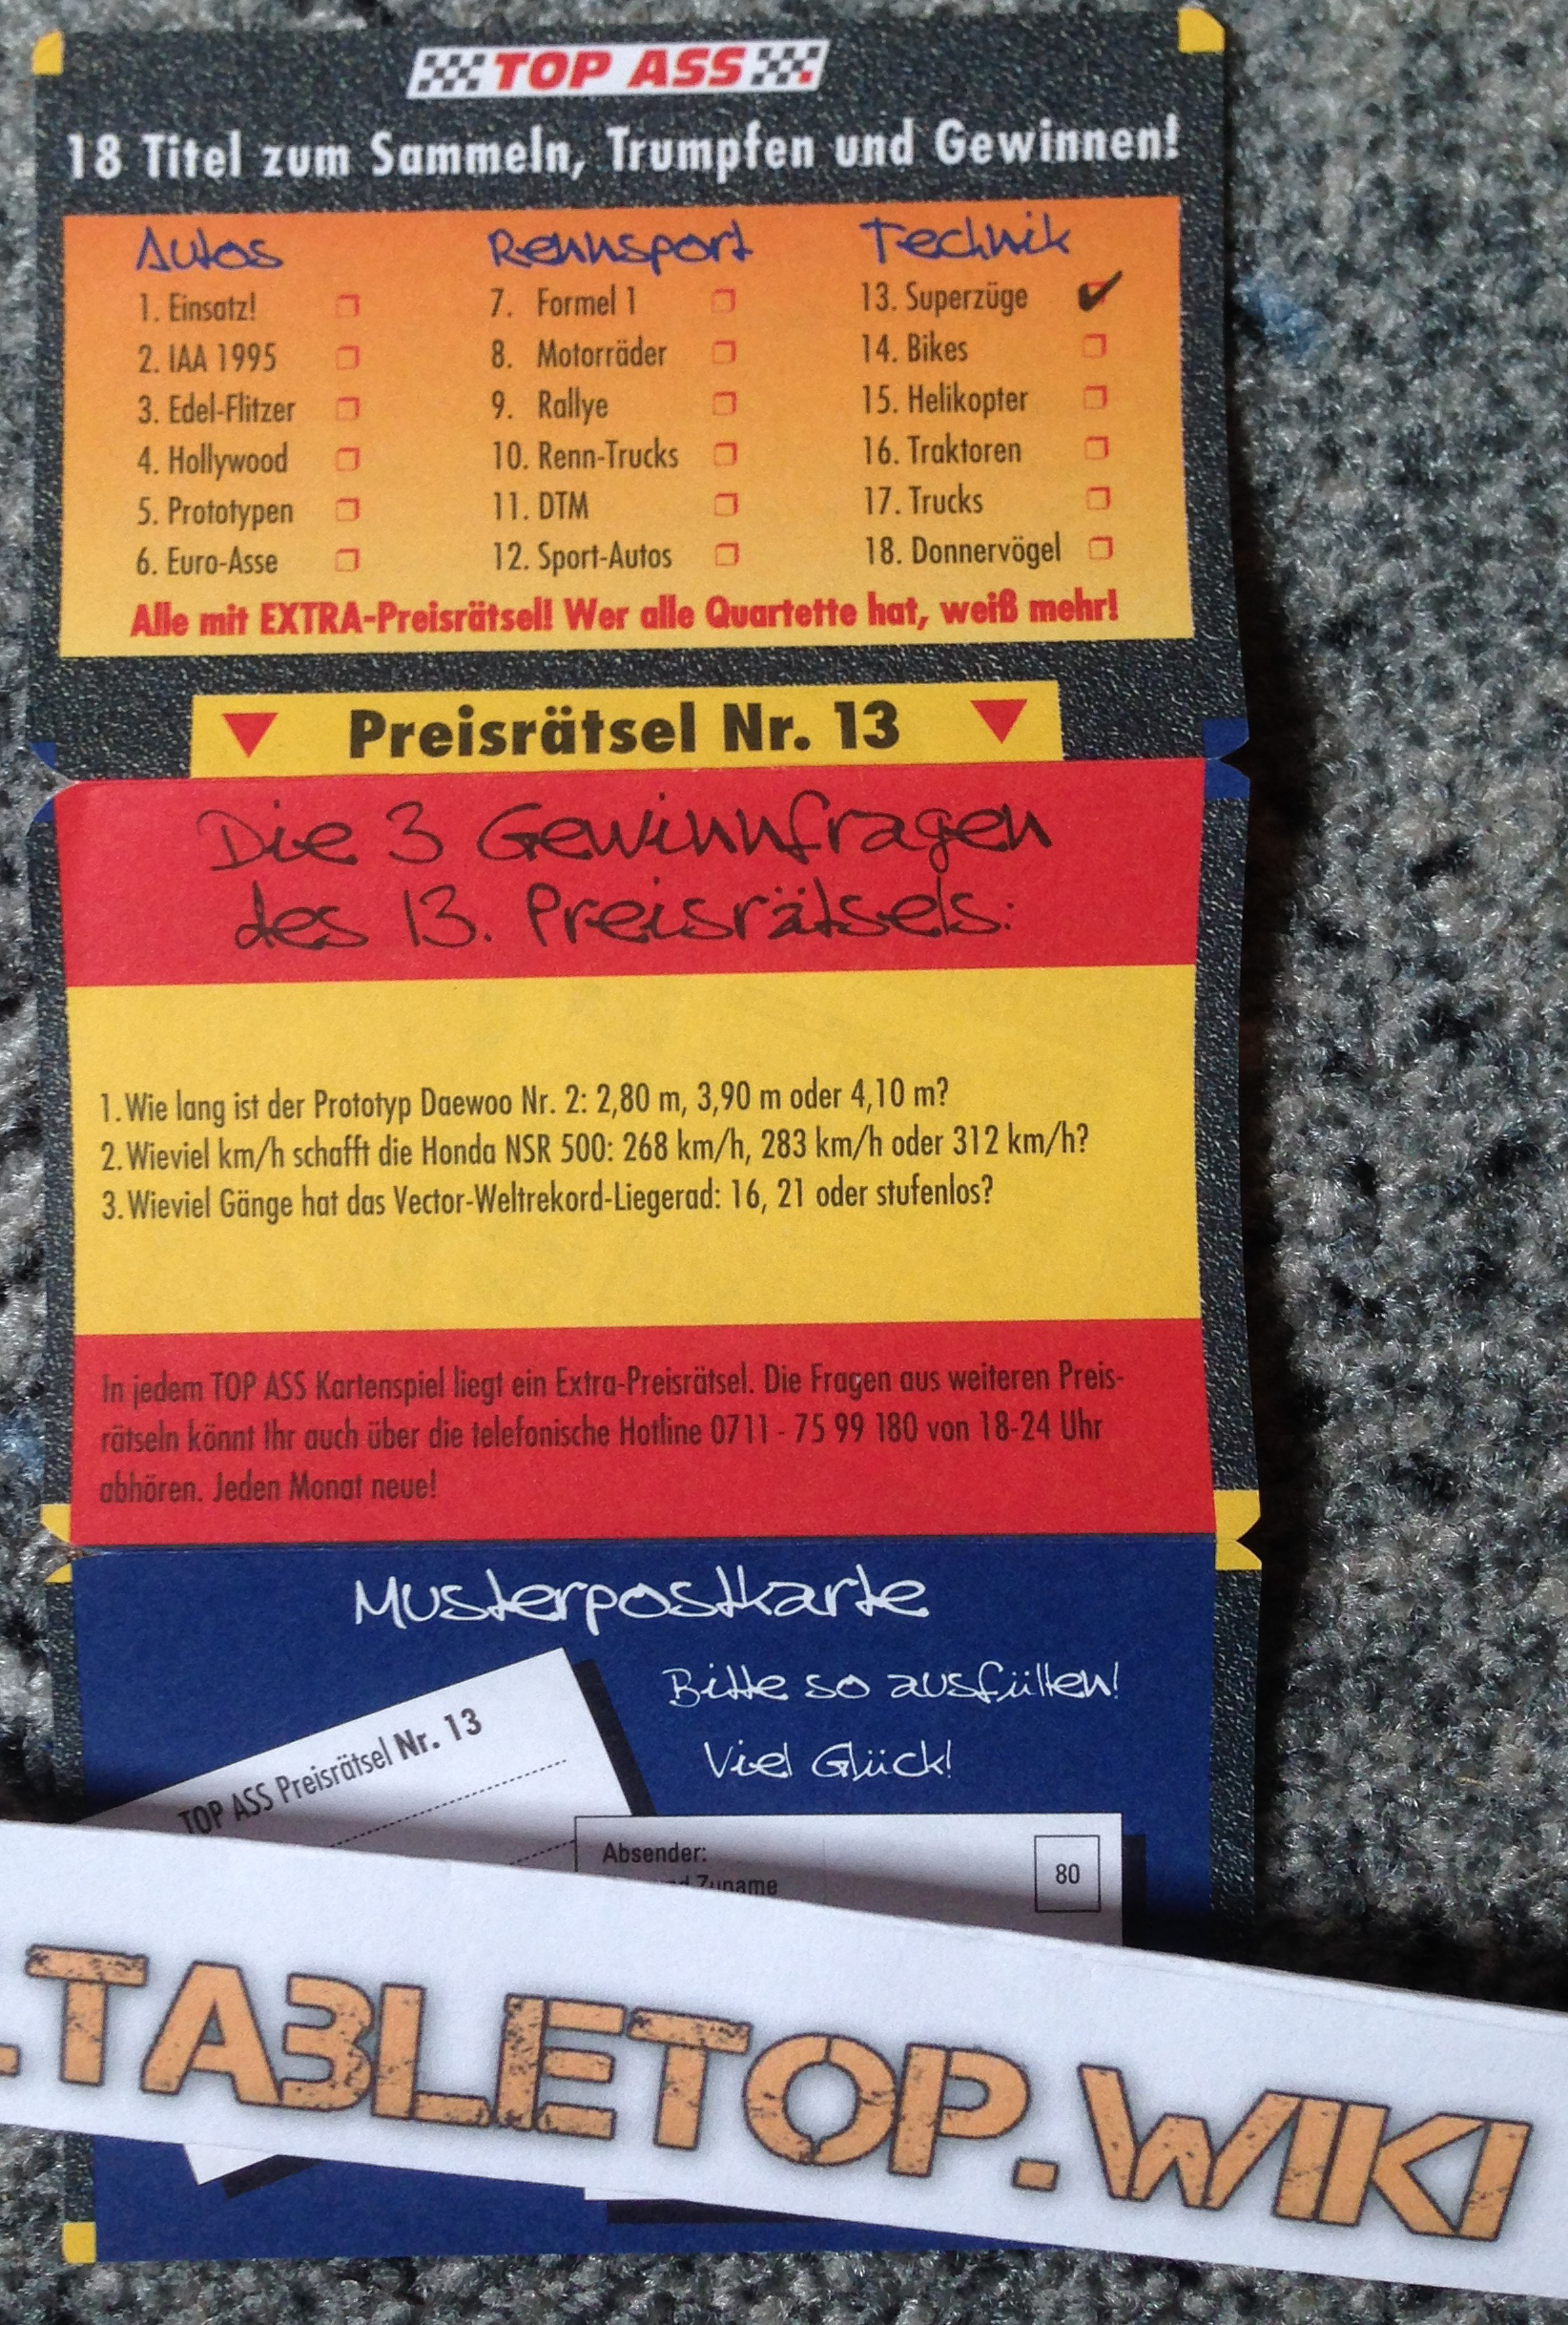 TOP ASS
18 Titel zum Sammeln, Trumpfen und Gewinnen!
Autos
1. Einsatz!
2. IAA 1995
3. Edel-Flitzer
4. Hollywood
5. Prototypen
6. Euro-Asse
Rennsport
7. Formel 1
8. Motorräder
9. Rallye
10. Renn-Trucks
11. DTM
12. Sport-Autos
Technik
13. Superzüge
14. Bikes
15. Helikopter
16. Traktoren
17. Trucks
18. Donnervögel
Alle mit EXTRA-Preisrätsel! Wer alle Quartette hat, weiß mehr!
Preisrätsel Nr. 13
Die 3 Gewinnfragen
des 13. Preisrätsels:
1. Wie lang ist der Prototyp Daewoo Nr. 2: 2,80 m, 3,90 m oder 4,10 m?
2. Wieviel km/h schafft die Honda NSR 500: 268 km/h, 283 km/h oder 312 km/h?
3. Wieviel Gänge hat das Vector-Weltrekord-Liegerad: 16, 21 oder stufenlos?
In jedem TOP ASS Kartenspiel liegt ein Extra-Preisrätsel. Die Fragen aus weiteren Preis-
rätseln könnt Ihr auch über die telefonische Hotline 0711 - 75 99 180 von 18-24 Uhr
abhören. Jeden Monat neue!
Musterpostkarte
Bitte so ausfüllen!
Viel Glück!
TOP ASS Preisrätsel Nr. 13
Absender:
Zuname
80
.TABLETOP.WIKI